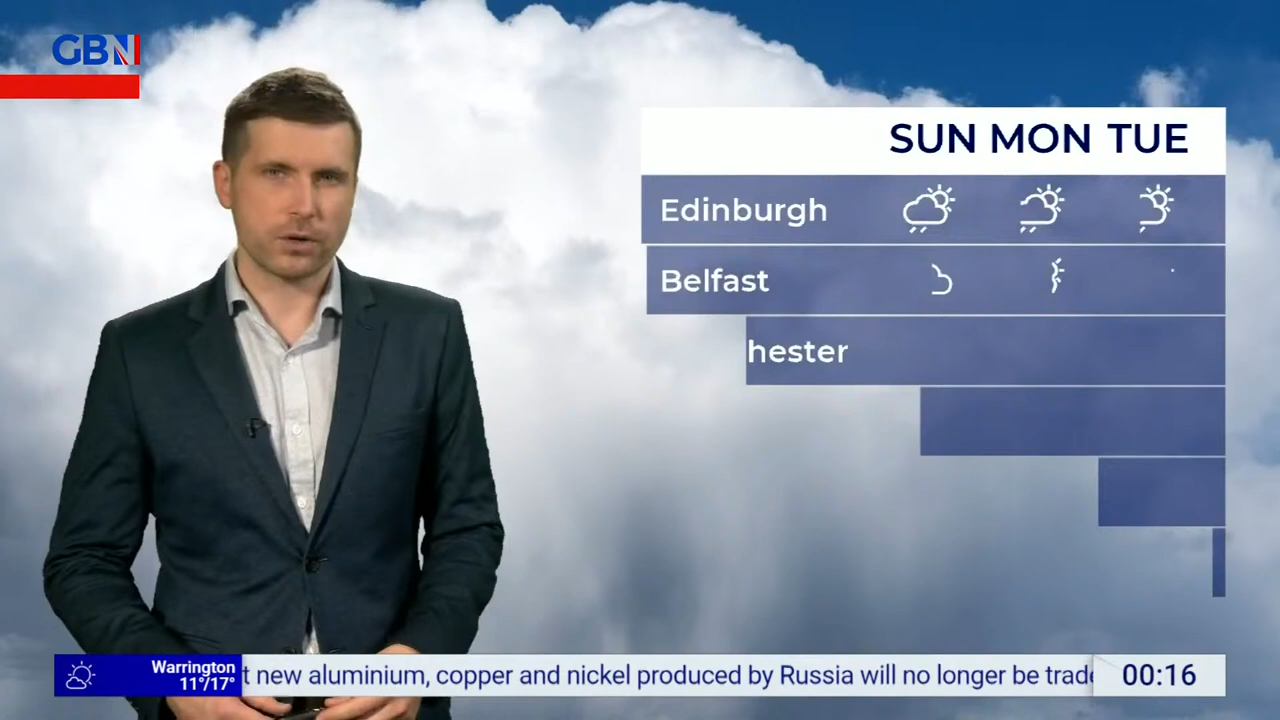 GBN
SUN MON TUE
Edinburgh
Belfast
hester
Warrington
11°/17°
t new aluminium, copper and nickel produced by Russia will no longer be trade
00:16